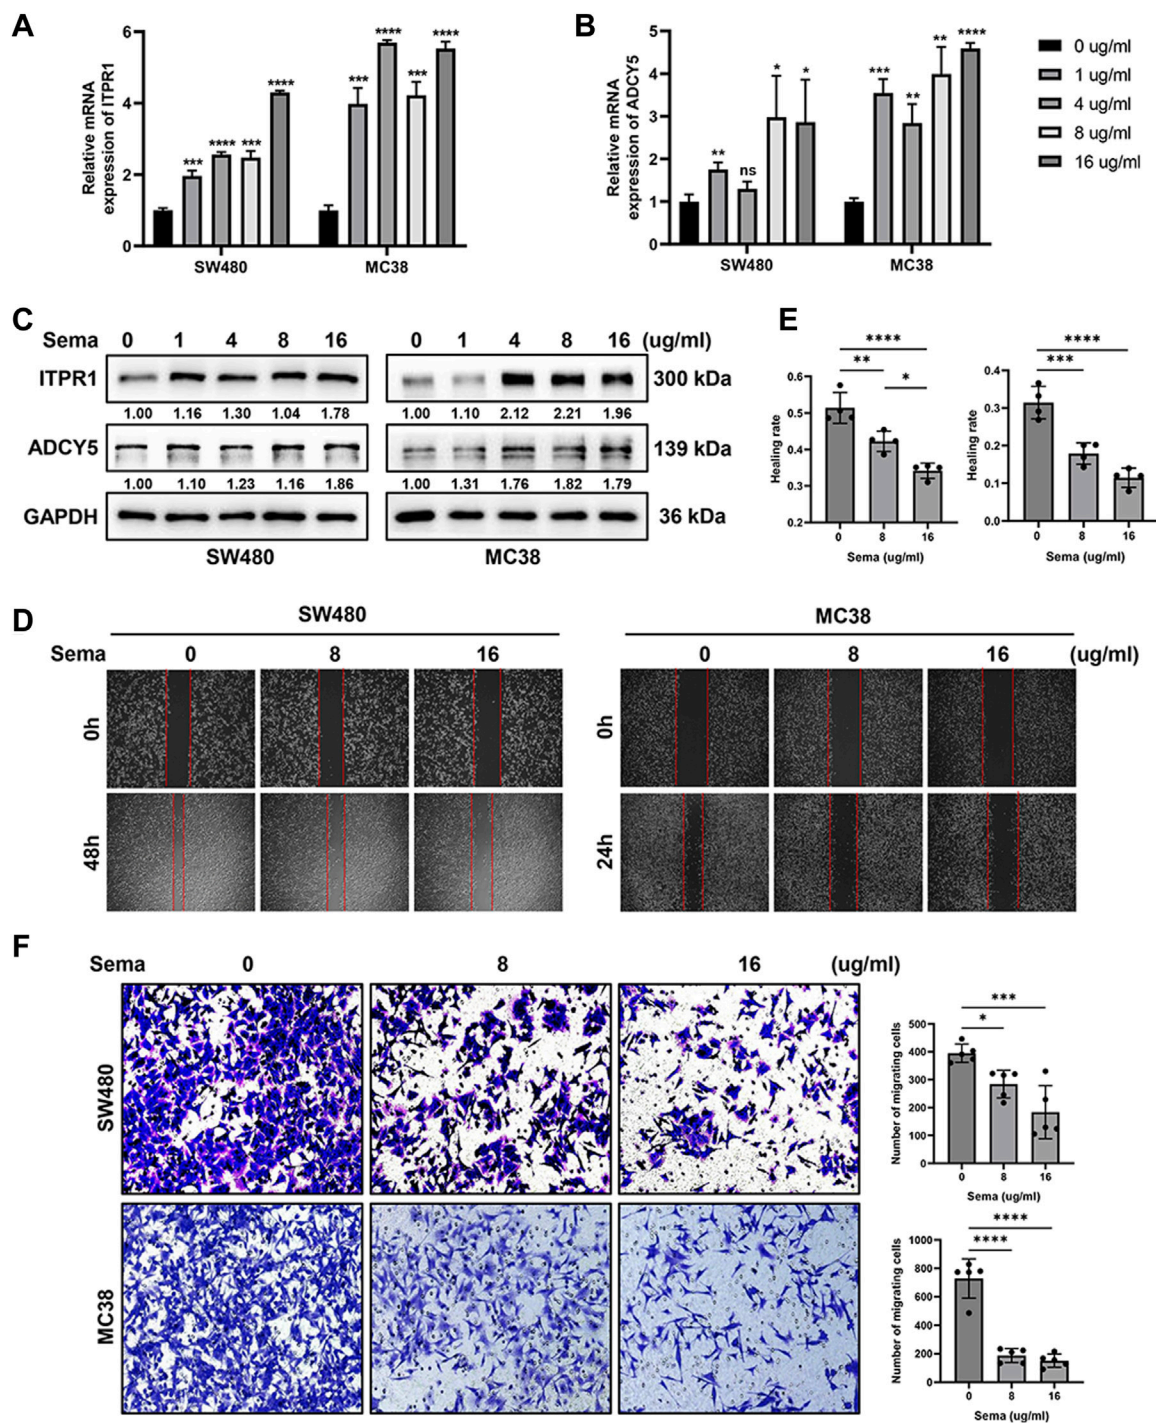 A
Relative mRNA
expression of ITPR1
6
4
2
0
***
****
***
****
***
****
***
****
SW480
MC38
B
Relative mRNA
expression of ADCY5
5
4
3
2
1
0
**
ns
*
*
***
**
**
****
SW480
MC38
0 ug/ml
1 ug/ml
4 ug/ml
8 ug/ml
16 ug/ml
C
Sema 0 1 4 8 16 0 1 4 8 16 (ug/ml)
ITPR1 300 kDa
1.00 1.16 1.30 1.04 1.78 1.00 1.10 2.12 2.21 1.96
ADCY5 139 kDa
1.00 1.10 1.23 1.16 1.86 1.00 1.31 1.76 1.82 1.79
GAPDH 36 kDa
SW480 MC38
E
****
**
*
Healing rate
0.6
0.5
0.4
0.3
0.2
0 8 16
Sema (ug/ml)
****
***
Healing rate
0.4
0.3
0.2
0.1
0.0
0 8 16
Sema (ug/ml)
D
SW480 MC38
Sema 0 8 16 0 8 16 (ug/ml)
0h 0h
48h 24h
F
Sema 0 8 16 (ug/ml)
SW480
MC38
***
*
Number of migrating cells
500
400
300
200
100
0
0 8 16
Sema (ug/ml)
****
****
Number of migrating cells
1000
800
600
400
200
0
0 8 16
Sema (ug/ml)